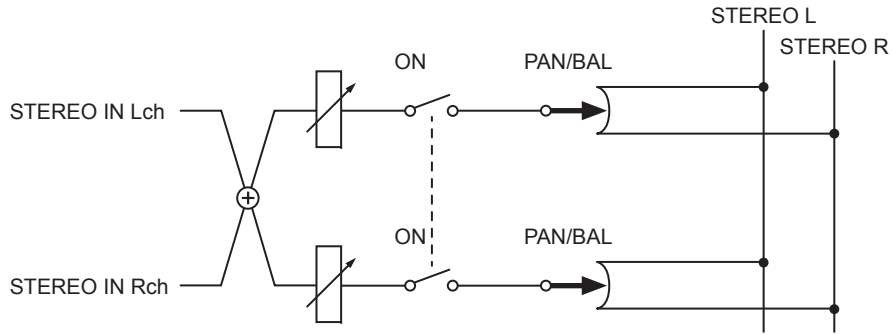 STEREO L
STEREO R
ON
PAN/BAL
STEREO IN Lch
ON
PAN/BAL
STEREO IN Rch